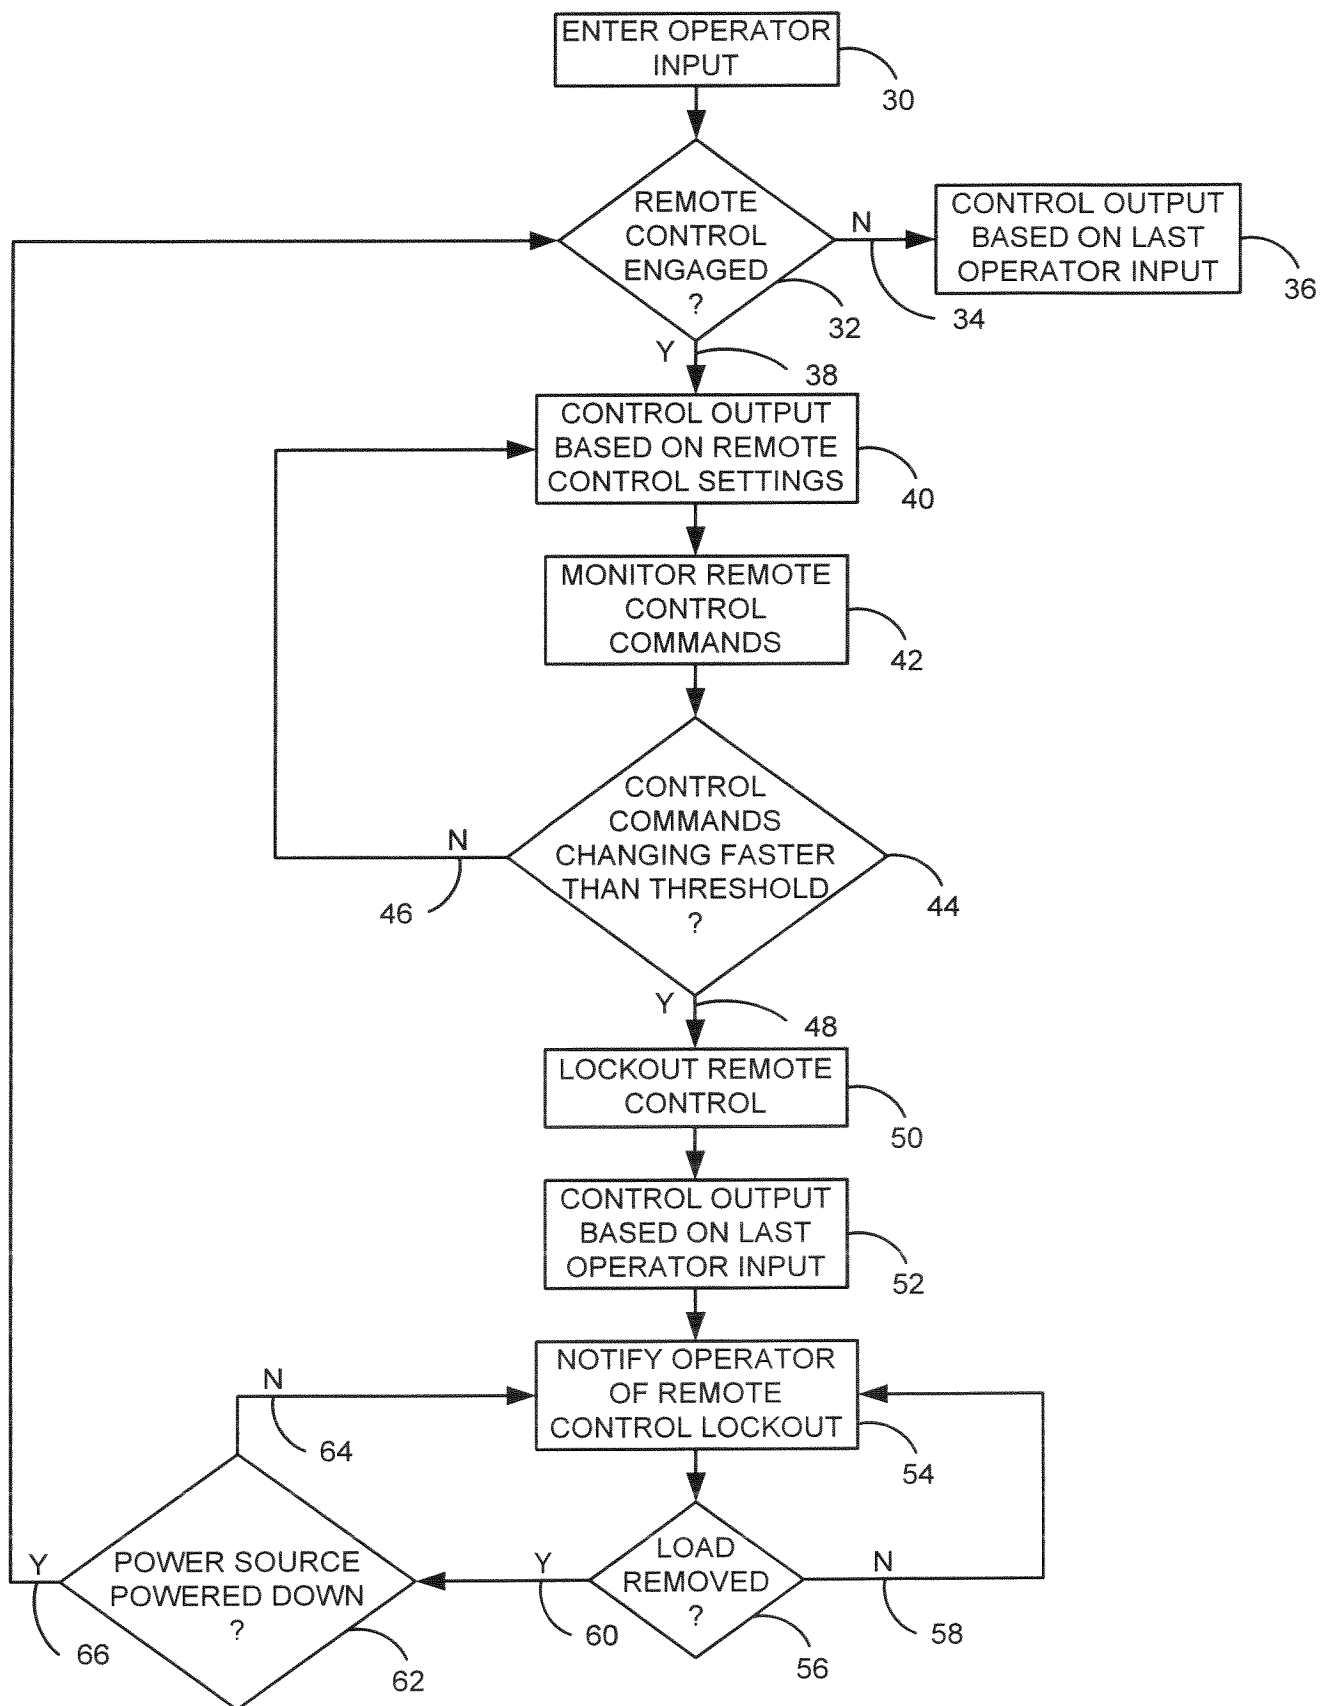 ENTER OPERATOR
INPUT
30
REMOTE
CONTROL
ENGAGED
?
32
N
34
CONTROL OUTPUT
BASED ON LAST
OPERATOR INPUT
36
Y
38
CONTROL OUTPUT
BASED ON REMOTE
CONTROL SETTINGS
40
MONITOR REMOTE
CONTROL
COMMANDS
42
CONTROL
COMMANDS
CHANGING FASTER
THAN THRESHOLD
?
44
N
46
Y
48
LOCKOUT REMOTE
CONTROL
50
CONTROL OUTPUT
BASED ON LAST
OPERATOR INPUT
52
NOTIFY OPERATOR
OF REMOTE
CONTROL LOCKOUT
54
N
64
LOAD
REMOVED
?
56
N
58
Y
60
POWER SOURCE
POWERED DOWN
?
62
Y
66